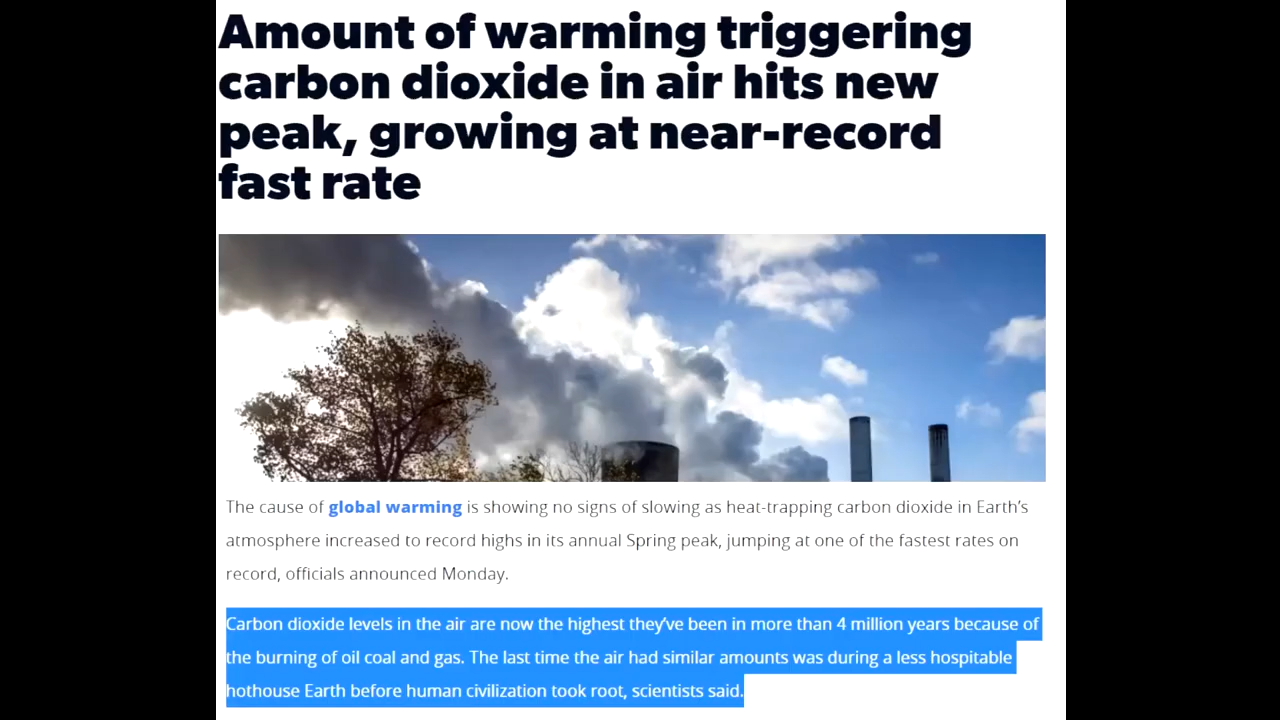 Amount of warming triggering
carbon dioxide in air hits new
peak, growing at near-record
fast rate
The cause of global warming is showing no signs of slowing as heat-trapping carbon dioxide in Earth’s
atmosphere increased to record highs in its annual Spring peak, jumping at one of the fastest rates on
record, officials announced Monday.
Carbon dioxide levels in the air are now the highest they’ve been in more than 4 million years because of
the burning of oil coal and gas. The last time the air had similar amounts was during a less hospitable
hothouse Earth before human civilization took root, scientists said.